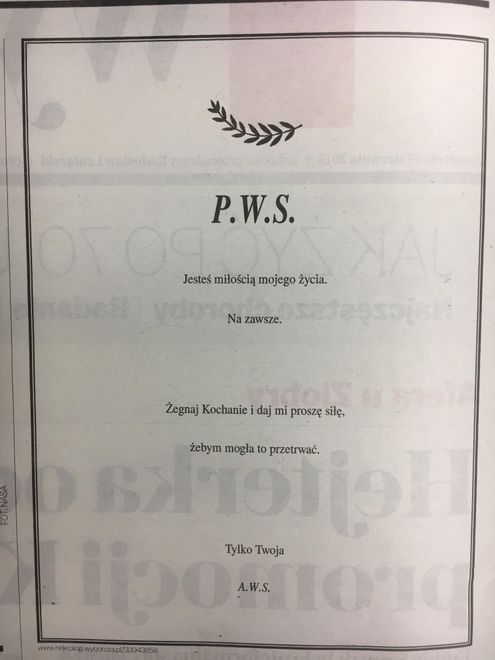 P.W.S.
Jesteś miłością mojego życia.
Na zawsze.
Żegnaj Kochanie i daj mi proszę siłę,
żebym mogła to przetrwać.
Tylko Twoja
A.W.S.
www.nekrologi.wyborcza.pl/33943858
FOT. NASA